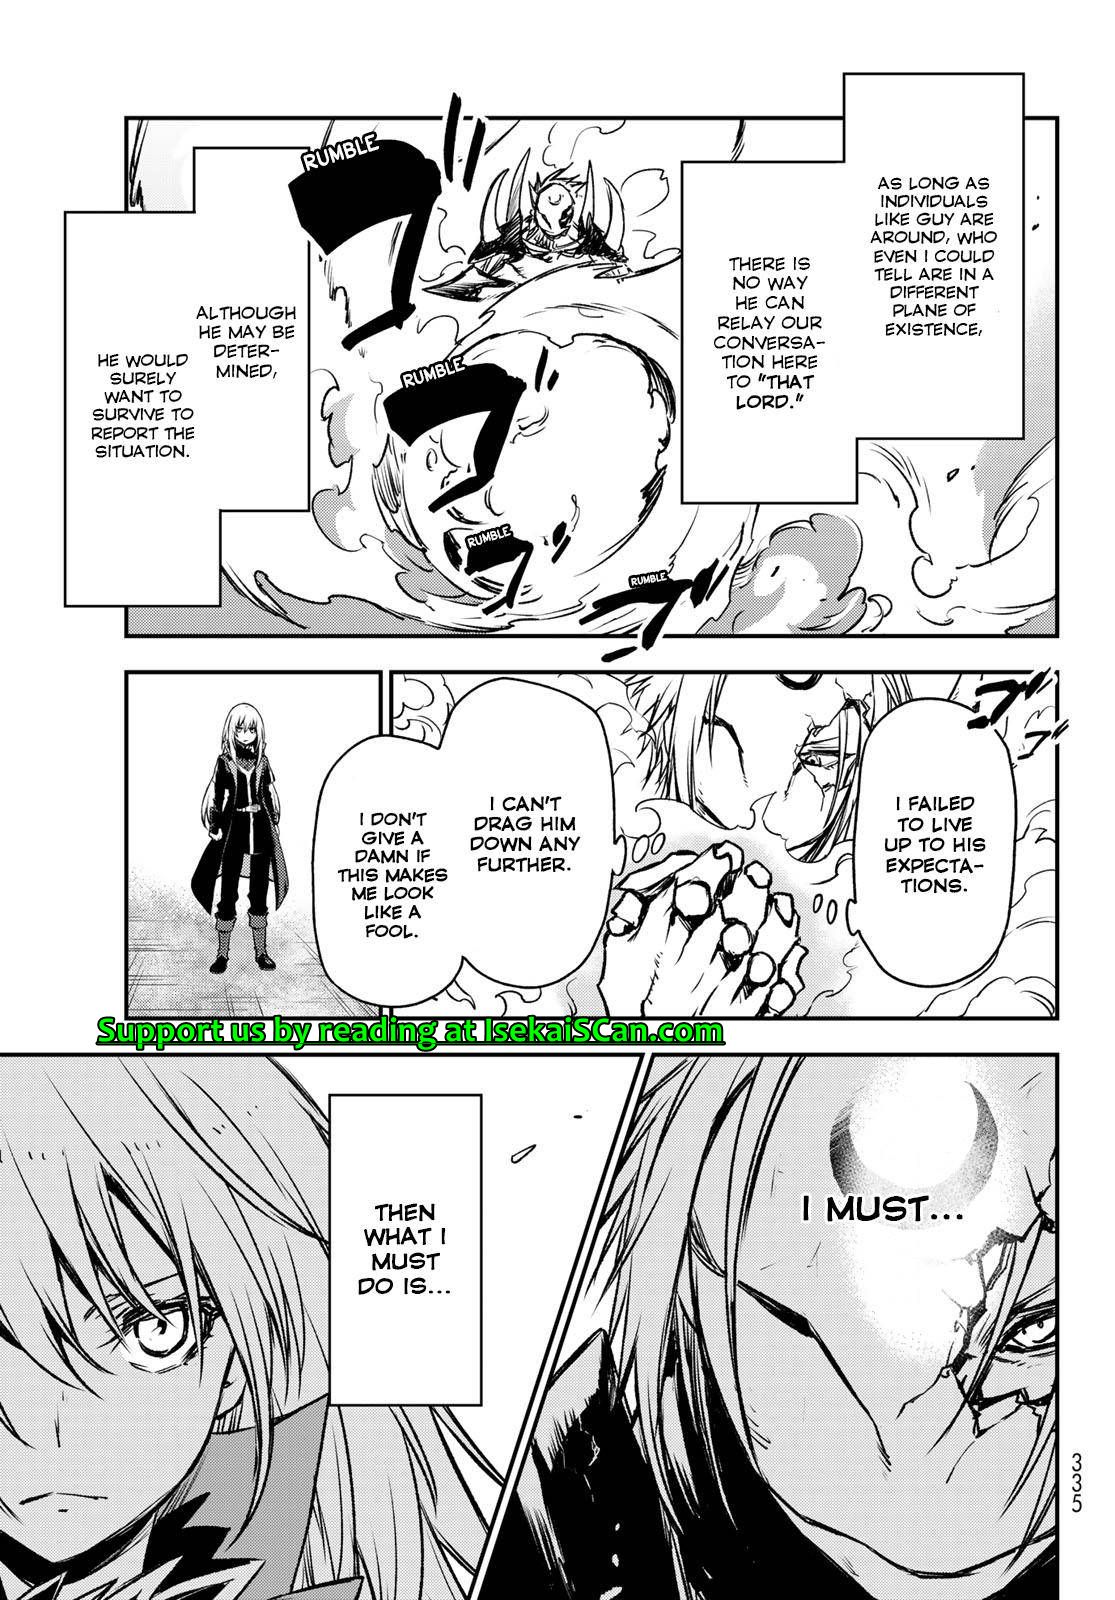 AS LONG AS
INDIVIDUALS
LIKE GUY ARE
AROUND, WHO
EVEN I COULD
TELL ARE IN A
DIFFERENT
PLANE OF
EXISTENCE,
THERE IS
NO WAY
HE CAN
RELAY OUR
CONVERSA-
TION HERE
TO "THAT
LORD."
RUMBLE
フ
RUMBLE
フ
RUMBLE
フ
RUMBLE
フ
ALTHOUGH
HE MAY BE
DETER-
MINED,
HE WOULD
SURELY
WANT TO
SURVIVE TO
REPORT THE
SITUATION.
I FAILED
TO LIVE
UP TO HIS
EXPECTA-
TIONS.
I CAN'T
DRAG HIM
DOWN ANY
FURTHER.
I DON'T
GIVE A
DAMN IF
THIS MAKES
ME LOOK
LIKE A
FOOL.
Support us by reading at IsekaiSCan.com
I MUST...
THEN
WHAT I
MUST
DO IS...
335